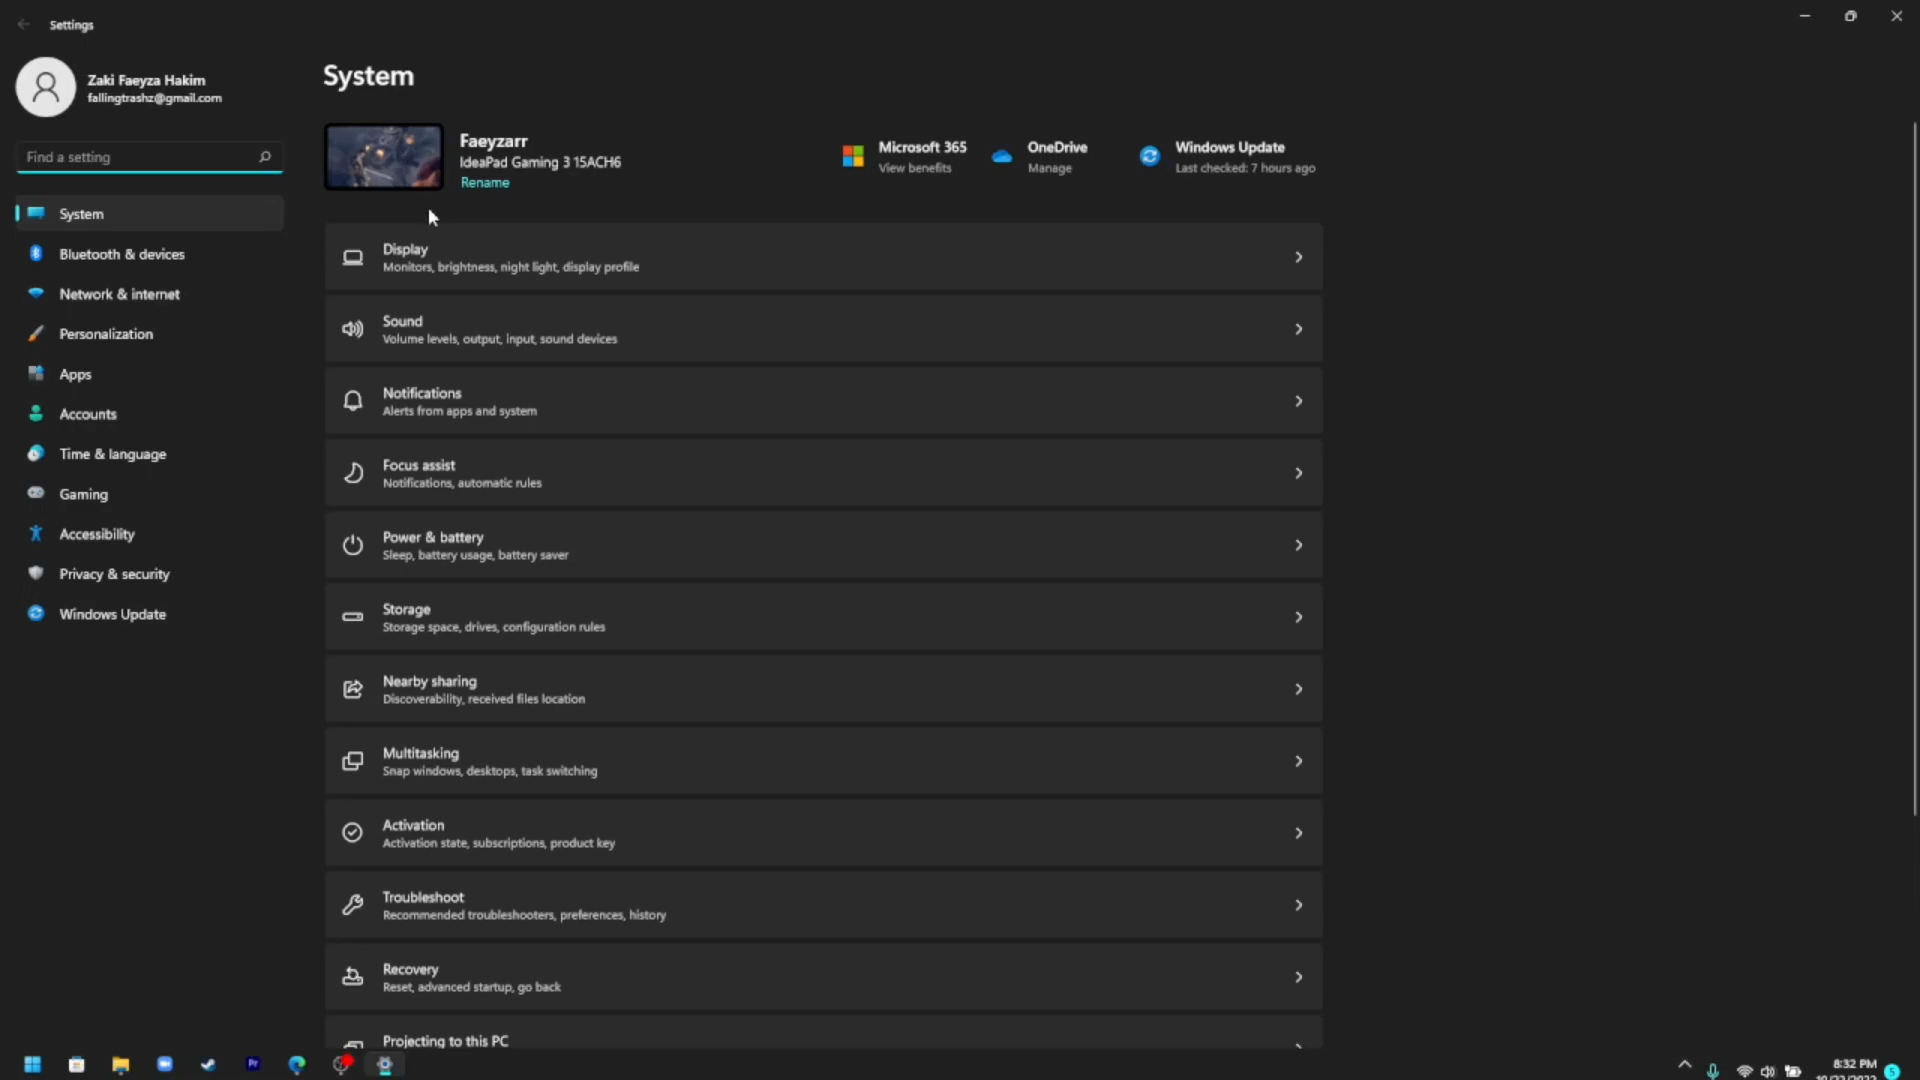 Settings
Zaki Faeyza Hakim
fallingtrashz@gmail.com
Find a setting
System
Bluetooth & devices
Network & internet
Personalization
Apps
Accounts
Time & language
Gaming
Accessibility
Privacy & security
Windows Update
System
Faeyzarr
IdeaPad Gaming 3 15ACH6
Rename
Microsoft 365
View benefits
OneDrive
Manage
Windows Update
Last checked: 7 hours ago
Display
Monitors, brightness, night light, display profile
Sound
Volume levels, output, input, sound devices
Notifications
Alerts from apps and system
Focus assist
Notifications, automatic rules
Power & battery
Sleep, battery usage, battery saver
Storage
Storage space, drives, configuration rules
Nearby sharing
Discoverability, received files location
Multitasking
Snap windows, desktops, task switching
Activation
Activation state, subscriptions, product key
Troubleshoot
Recommended troubleshooters, preferences, history
Recovery
Reset, advanced startup, go back
Projecting to this PC
Pr
8:32 PM
5